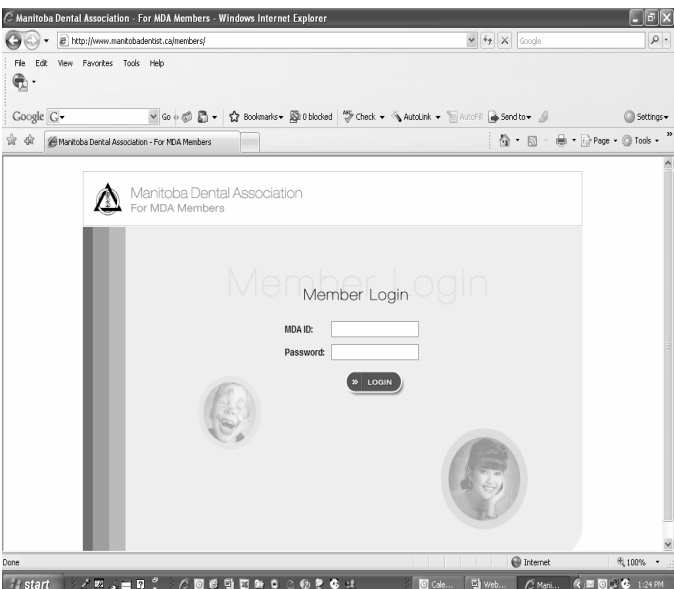 Manitoba Dental Association - For MDA Members - Windows Internet Explorer
http://www.manitobadentist.ca/members/
Google
File Edit View Favorites Tools Help
Google G Go Bookmarks 0 blocked Check AutoLink AutoFill Send to Settings
Manitoba Dental Association - For MDA Members Page Tools »
Manitoba Dental Association
For MDA Members
Member Login
Member Login
MDA ID:
Password:
» LOGIN
Done Internet 100%
start Cale... Web... Mani... 1:24 PM